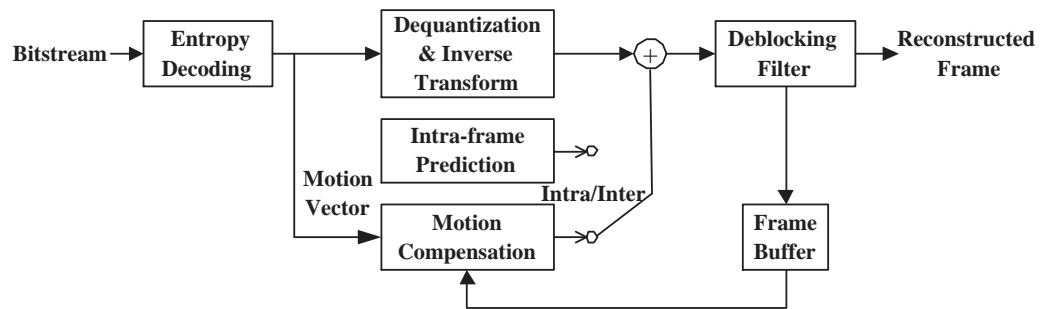 Bitstream
Entropy
Decoding
Dequantization
& Inverse
Transform
+
Deblocking
Filter
Reconstructed
Frame
Intra-frame
Prediction
Motion
Vector
Intra/Inter
Motion
Compensation
Frame
Buffer